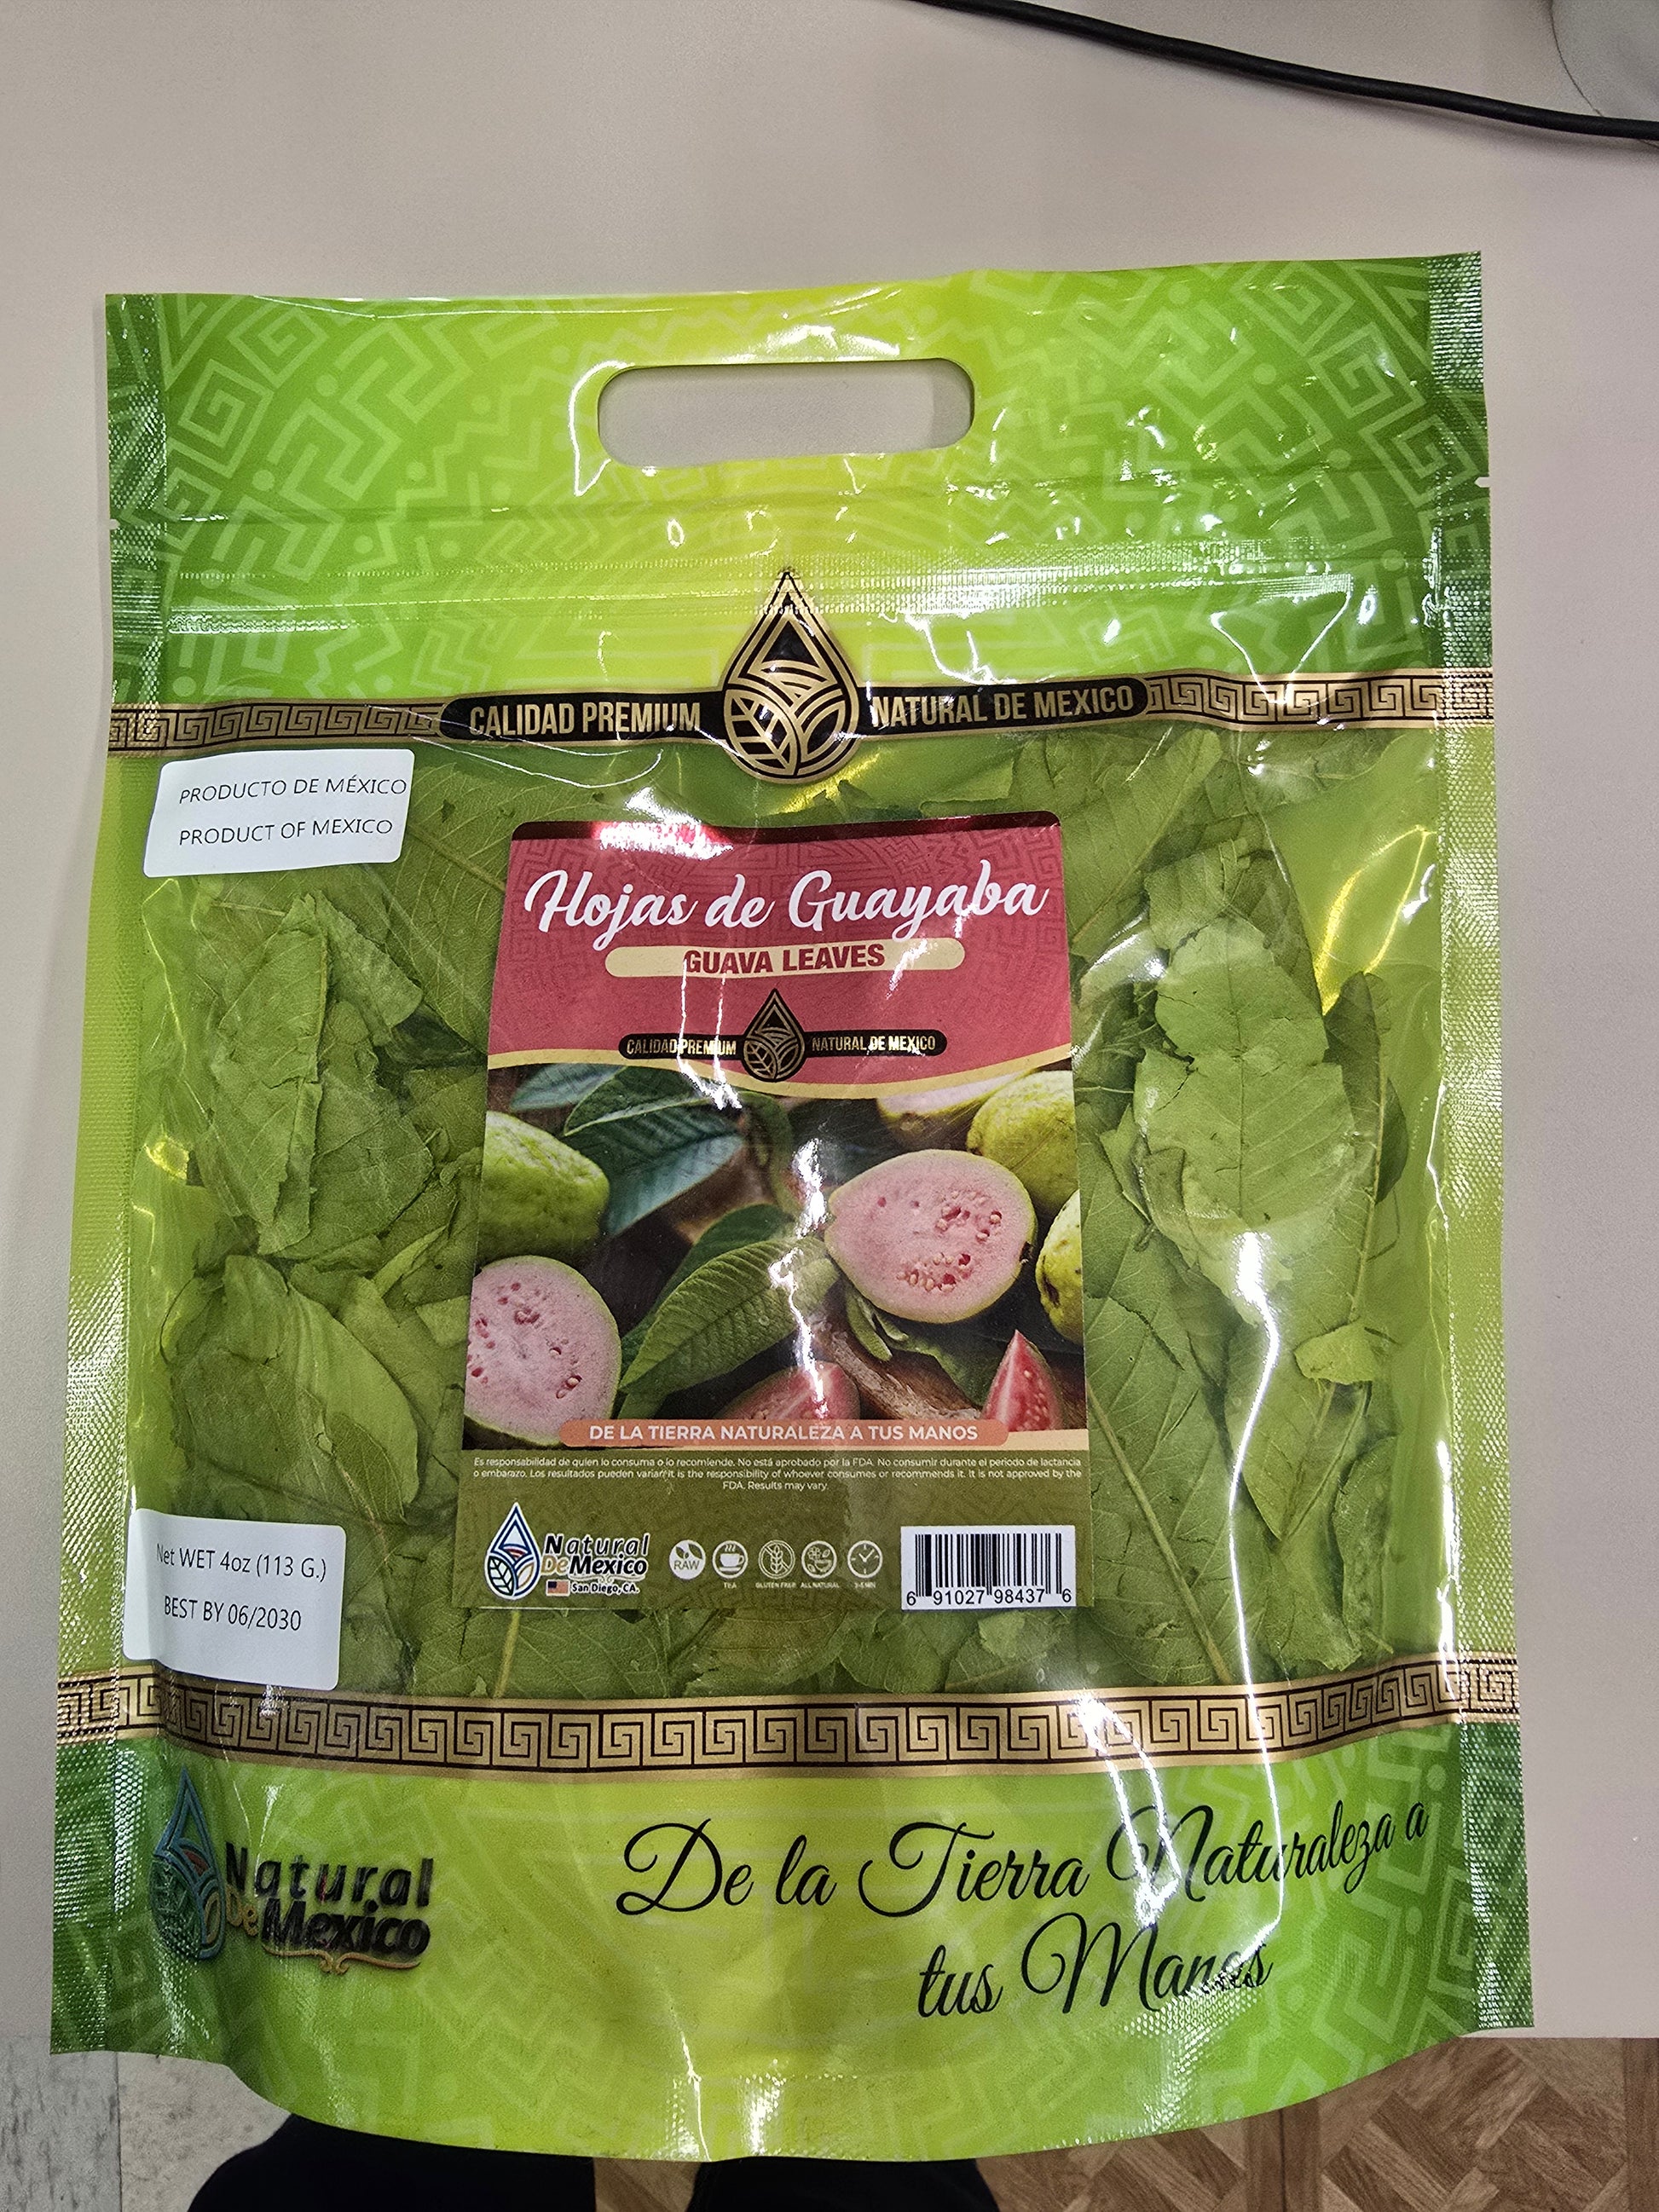 CALIDAD PREMIUM NATURAL DE MEXICO
PRODUCTO DE MÉXICO
PRODUCT OF MEXICO
Hojas de Guayaba
GUAVA LEAVES
CALIDAD PREMIUM NATURAL DE MEXICO
DE LA TIERRA NATURALEZA A TUS MANOS
Es responsabilidad de quien lo consuma o lo recomiende. No está aprobado por la FDA. No consumir durante el periodo de lactancia
o embarazo. Los resultados pueden variar. It is the responsibility of whoever consumes or recommends it. It is not approved by the
FDA. Results may vary.
Natural
De Mexico
San Diego, CA.
RAW
TEA
GLUTEN FREE
ALL NATURAL
6 91027 98437 6
Net WET 4oz (113 G.)
BEST BY 06/2030
Natural
De Mexico
De la Tierra Naturaleza a
tus Manos